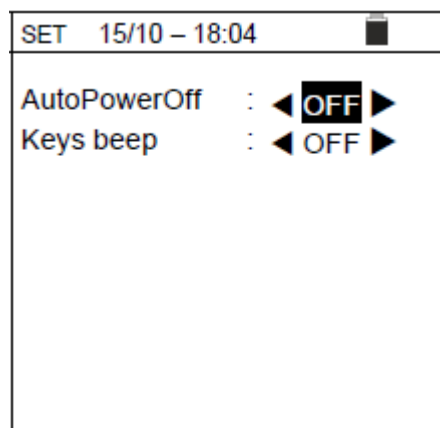 SET 15/10 – 18:04
AutoPowerOff : ◀ OFF ▶
Keys beep : ◀ OFF ▶